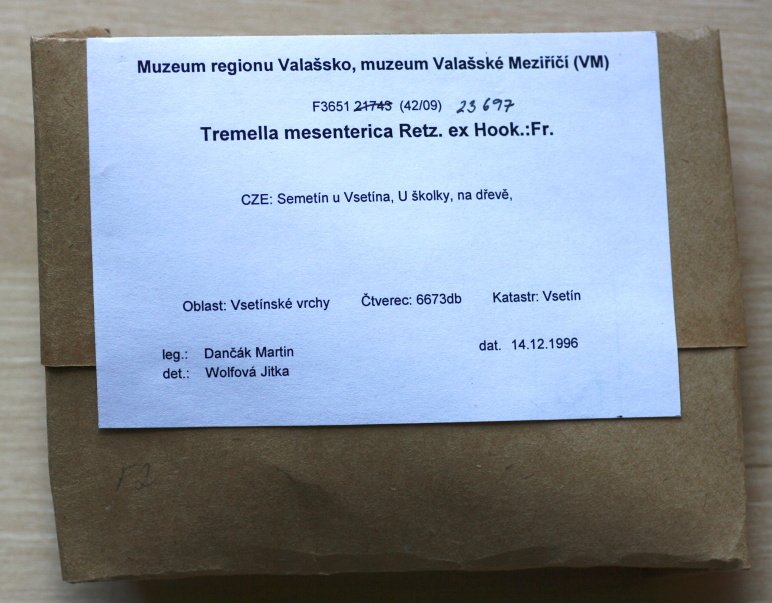 Muzeum regionu Valašsko, muzeum Valašské Meziříčí (VM)
F3651 21743 (42/09) 23697
Tremella mesenterica Retz. ex Hook.:Fr.
CZE: Semetín u Vsetína, U školky, na dřevě,
Oblast: Vsetínské vrchy Čtverec: 6673db Katastr: Vsetín
leg.: Dančák Martin dat. 14.12.1996
det.: Wolfová Jitka